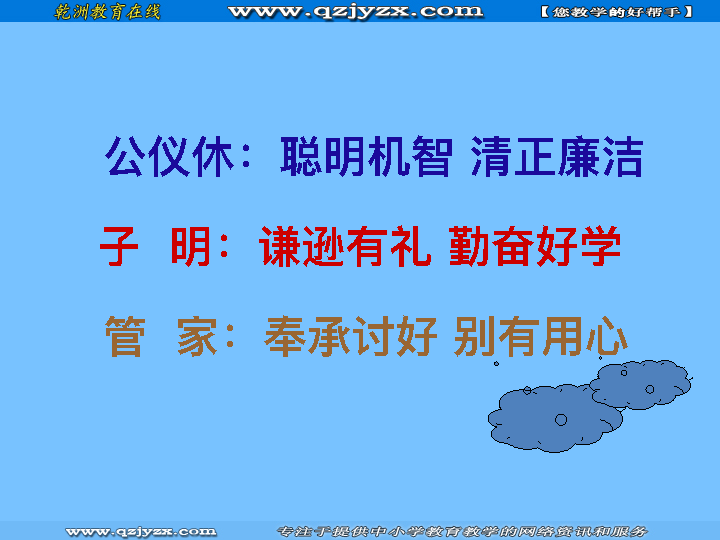 乾洲教育在线 www.qzjyzx.com 【您教学的好帮手】
公仪休：聪明机智 清正廉洁
子 明：谦逊有礼 勤奋好学
管 家：奉承讨好 别有用心
www.qzjyzx.com 专注于提供中小学教育教学的网络资讯和服务